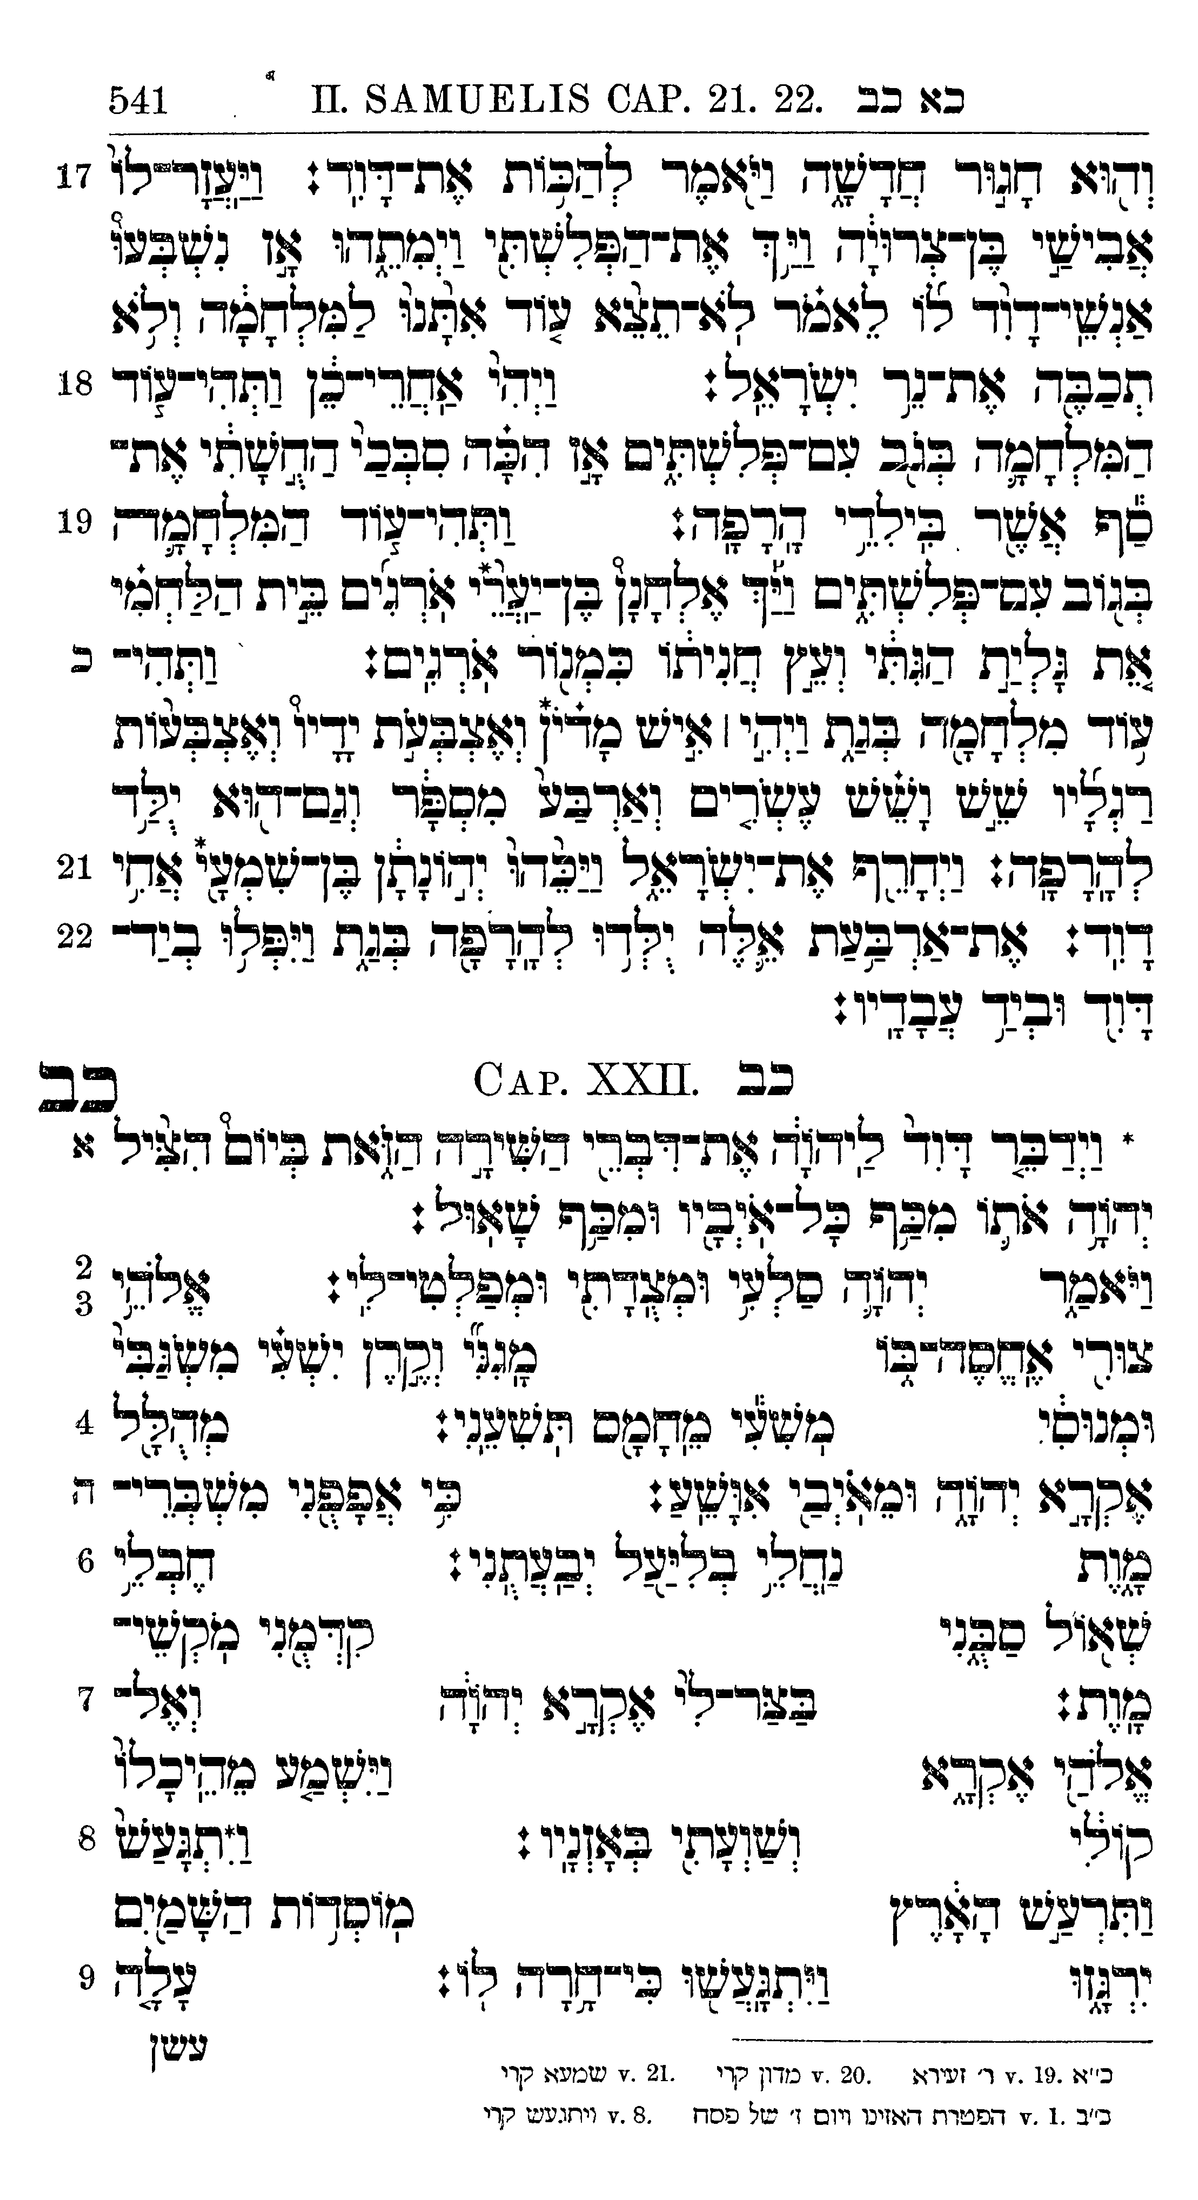 541 II. SAMUELIS CAP. 21. 22. כא כב
וְה֛וּא חָג֥וּר חֲדָשָׁ֑ה וַיֹּ֖אמֶר לְהַכּ֥וֹת אֶת־דָּוִֽד׃ וַיַּֽעֲזָר־לוֹ֙ 17
אֲבִישַׁ֣י בֶּן־צְרוּיָ֔ה וַיַּ֥ךְ אֶת־הַפְּלִשְׁתִּ֖י וַיְמִתֵ֑הוּ אָ֣ז נִשְׁבְּעוּ֩
אַנְשֵֽׁי־דָוִ֨ד ל֜וֹ לֵאמֹ֗ר לֹֽא־תֵצֵ֨א ע֤וֹד אִתָּ֨נוּ֙ לַמִּלְחָמָ֔ה וְלֹ֥א
תְכַבֶּ֖ה אֶת־נֵ֥ר יִשְׂרָאֵֽל׃ וַיְהִי֙ אַֽחֲרֵי־כֵ֔ן וַתְּהִי־ע֧וֹד 18
הַמִּלְחָמָ֛ה בְּג֖וֹב עִם־פְּלִשְׁתִּ֑ים אָ֣ז הִכָּ֗ה סִבְּכַי֙ הַחֻ֣שָׁתִ֔י אֶת־
סַ֕ף אֲשֶׁ֖ר בִּֽילִדֵ֥י הָֽרָפָֽה׃ וַתְּהִי־ע֧וֹד הַמִּלְחָמָ֛ה 19
בְּג֖וֹב עִם־פְּלִשְׁתִּ֑ים וַיַּ֡ךְ אֶלְחָנָן֩ בֶּן־יַעֲרֵ֨י* אֹֽרְגִ֜ים בֵּ֣ית הַלַּחְמִ֗י
אֵ֚ת גָּלְיַ֣ת הַגִּתִּ֔י וְעֵ֣ץ חֲנִית֔וֹ כִּמְנ֖וֹר אֹֽרְגִֽים׃ וַתְּהִי־ כ
ע֥וֹד מִלְחָמָ֖ה בְּגַ֑ת וַיְהִ֣י ׀ אִ֣ישׁ מָד֗וֹן* וְאֶצְבְּעֹ֣ת יָדָיו֩ וְאֶצְבְּע֨וֹת
רַגְלָ֜יו שֵׁ֣שׁ וָשֵׁ֗שׁ עֶשְׂרִ֤ים וְאַרְבַּע֙ מִסְפָּ֔ר וְגַם־ה֖וּא יֻלַּ֥ד
לְהָֽרָפָֽה׃ וַיְחָרֵ֖ף אֶת־יִשְׂרָאֵ֑ל וַיַּכֵּ֨הוּ֙ יְה֣וֹנָתָ֔ן בֶּן־שִׁמְעָ֖י* אֲחִ֥י 21
דָוִֽד׃ אֶת־אַרְבַּ֥עַת אֵ֛לֶּה יֻלְּד֥וּ לְהָֽרָפָ֖ה בְּגַ֑ת וַיִּפְּל֥וּ בְיַד־ 22
דָּוִ֖ד וּבְיַ֥ד עֲבָדָֽיו׃
CAP. XXII. כב כב
* וַיְדַבֵּ֤ר דָּוִד֙ לַֽיהוָֹ֔ה אֶת־דִּבְרֵ֖י הַשִּׁירָ֣ה הַזֹּ֑את בְּיוֹם֩ הִצִּ֨יל א
יְהוָֹ֥ה אֹת֛וֹ מִכַּ֥ף כָּל־אֹֽיְבָ֖יו וּמִכַּ֥ף שָׁאֽוּל׃
וַיֹּאמַ֑ר יְהוָֹ֛ה סַלְעִ֥י וּמְצֻֽדָתִ֖י וּמְפַלְטִי־לִֽי׃ אֱלֹהֵ֥י 2 3
צוּרִ֖י אֶֽחֱסֶה־בּ֑וֹ מָֽגִנִּ֞י וְקֶ֣רֶן יִשְׁעִ֗י מִשְׂגַּבִּי֙
וּמְנוּסִ֔י מֹֽשִׁעִ֕י מֵֽחָמָ֖ס תֹּֽשִׁעֵֽנִי׃ מְהֻלָּ֖ל 4
אֶקְרָ֣א יְהוָֹ֑ה וּמֵאֹֽיְבַ֖י אִוָּשֵֽׁעַ׃ כִּ֥י אֲפָפֻ֖נִי מִשְׁבְּרֵי־ ה
מָ֑וֶת נַֽחֲלֵ֥י בְלִיַּ֖עַל יְבַֽעֲתֻֽנִי׃ חֶבְלֵ֥י 6
שְׁא֖וֹל סַבֻּ֑נִי קִדְּמֻ֖נִי מֹֽקְשֵׁי־
מָֽוֶת׃ בַּצַּר־לִי֙ אֶקְרָ֣א יְהוָֹ֔ה וְאֶל־ 7
אֱלֹהַ֖י אֶקְרָ֑א וַיִּשְׁמַ֤ע מֵהֵֽיכָלוֹ֙
קוֹלִ֔י וְשַׁוְעָתִ֖י בְּאָזְנָֽיו׃ וַ*יִּתְגָּעַשׁ֙ 8
וַתִּרְעַ֣שׁ הָאָ֔רֶץ מֽוֹסְד֥וֹת הַשָּׁמַ֖יִם
יִרְגָּ֑זוּ וַיִּֽתְגָּֽעֲשׁ֖וּ כִּי־חָ֥רָה לֽוֹ׃ עָלָ֤ה 9
עשן
כ״א v. 19. ר׳ זעירא v. 20. מדון קרי v. 21. שמעא קרי
כ״ב v. 1. הפטרת האזינו ויום ז׳ של פסח v. 8. ויתגעש קרי